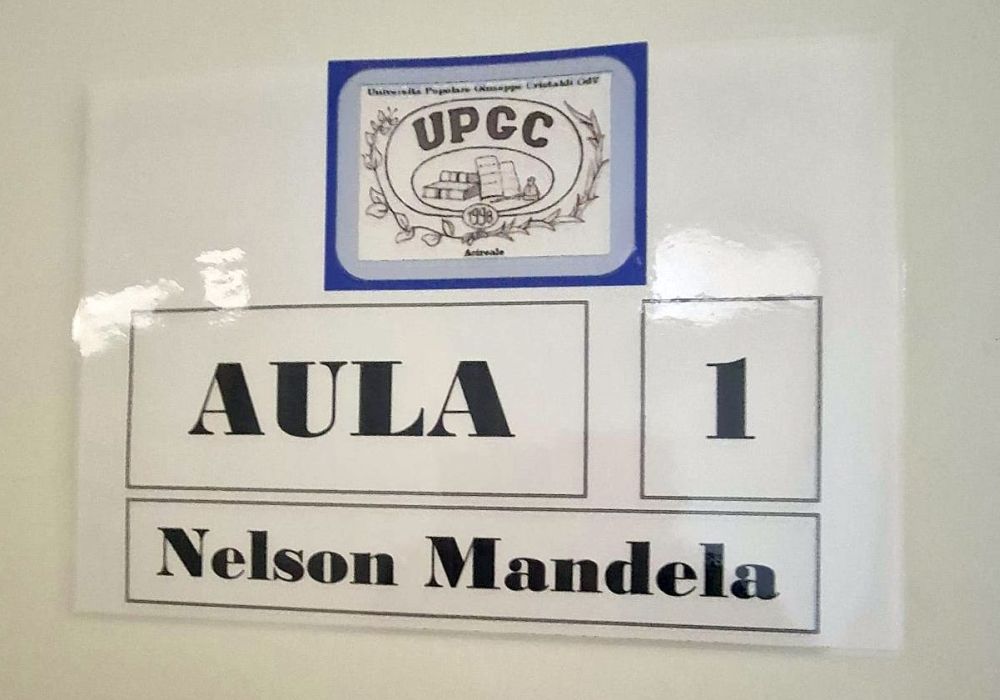 Università Popolare Giuseppe Cristaldi OdV
UPGC
1998
Acireale
AULA 1
Nelson Mandela